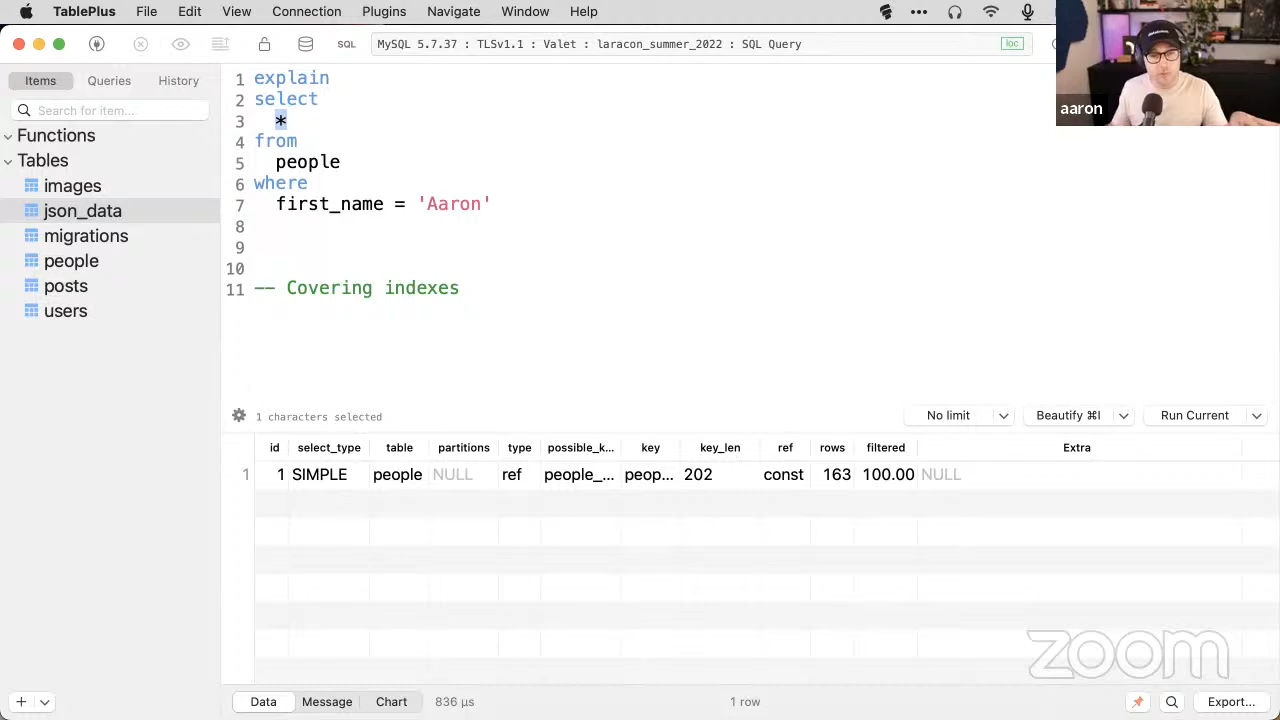 TablePlus File Edit View Connection Plugins Navigate Window Help
SQL MySQL 5.7.37 : TLSv1.1 : Valet : laracon_summer_2022 : SQL Query loc
Items Queries History
Search for item...
Functions
Tables
images
json_data
migrations
people
posts
users
1 explain
2 select
3 *
4 from
5 people
6 where
7 first_name = 'Aaron'
8
9
10
11 -- Covering indexes
aaron
1 characters selected No limit Beautify ⌘I Run Current
id select_type table partitions type possible_k... key key_len ref rows filtered Extra
1 1 SIMPLE people NULL ref people_... peop... 202 const 163 100.00 NULL
zoom
Data Message Chart 836 µs 1 row Export...